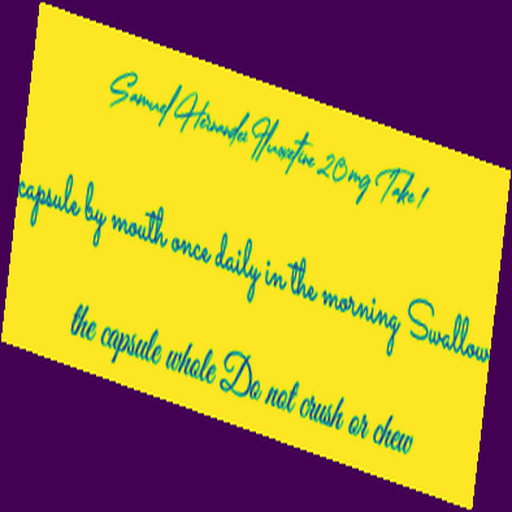 Samuel Hernandez Fluoxetine 20mg Take 1
capsule by mouth once daily in the morning Swallow
the capsule whole Do not crush or chew